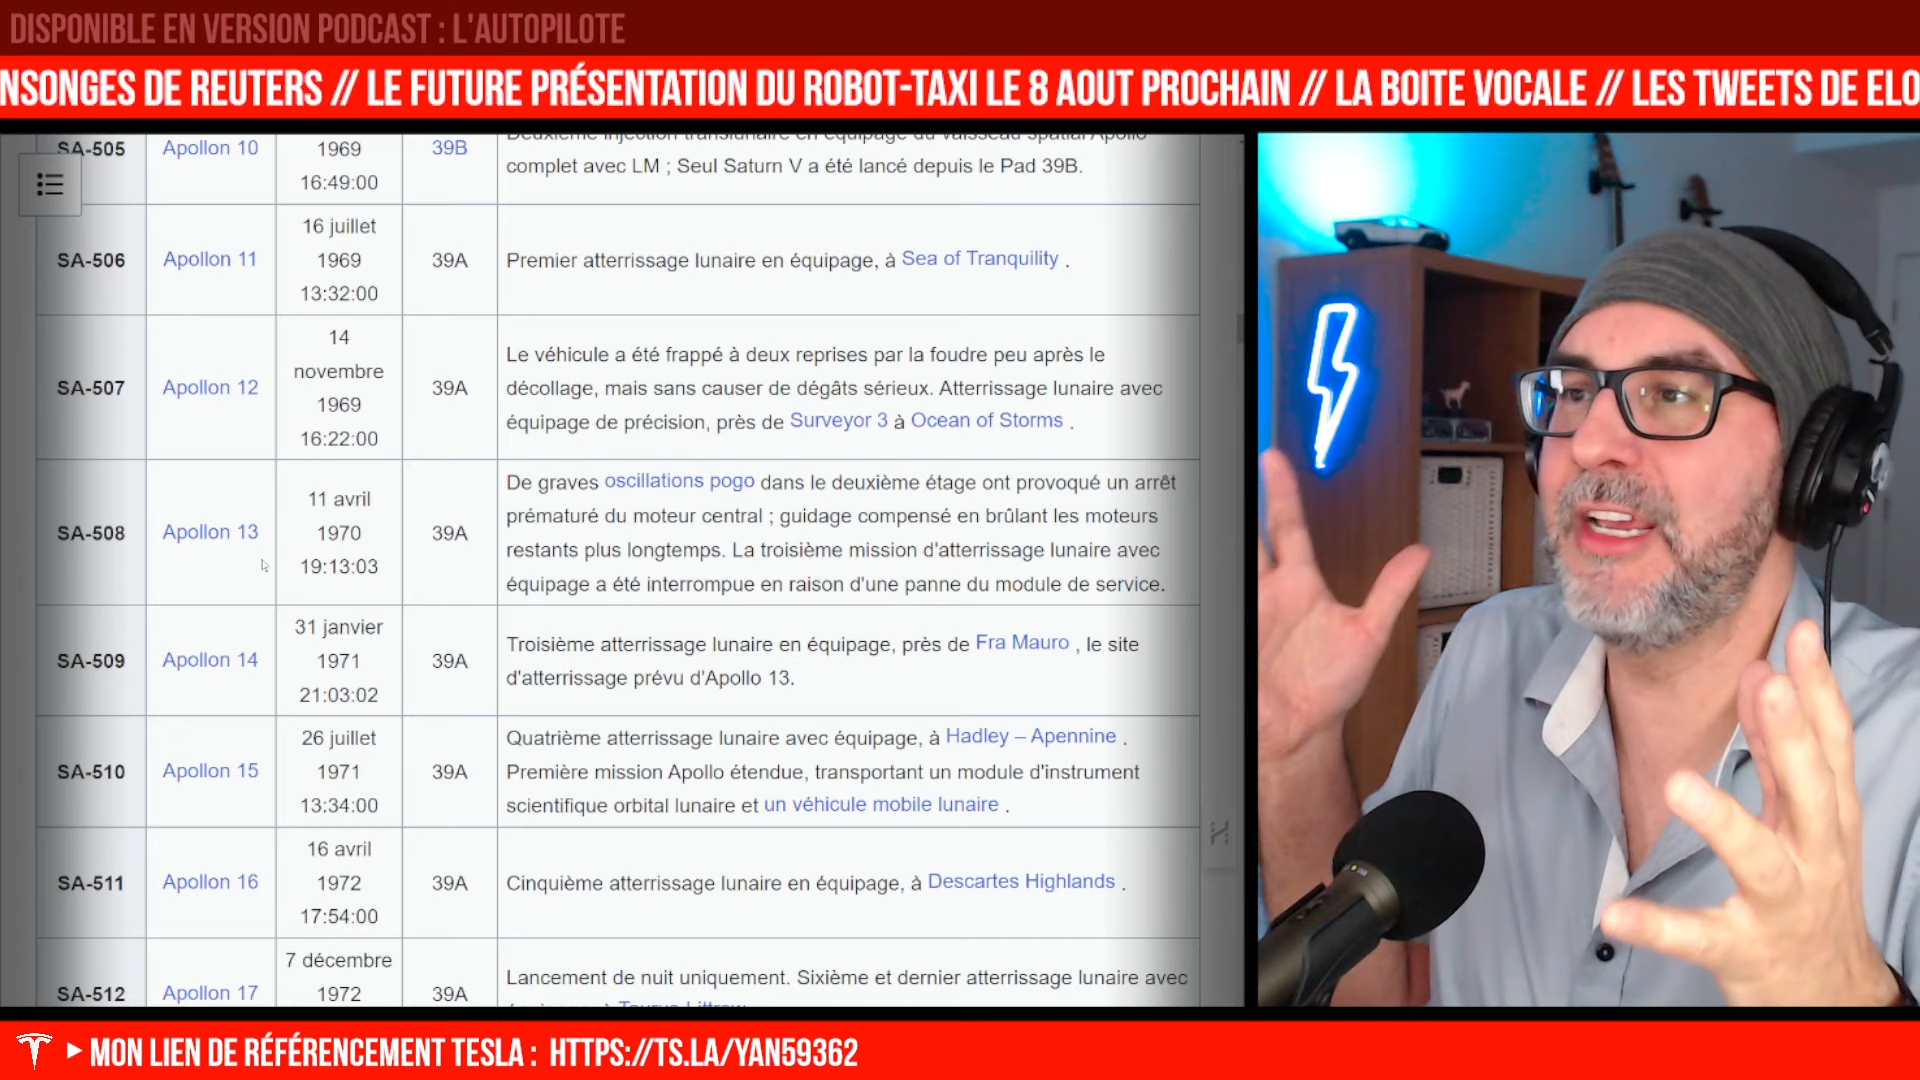 DISPONIBLE EN VERSION PODCAST : L'AUTOPILOTE
NSONGES DE REUTERS // LE FUTURE PRÉSENTATION DU ROBOT-TAXI LE 8 AOUT PROCHAIN // LA BOITE VOCALE // LES TWEETS DE ELO
SA-505
Apollon 10
1969
16:49:00
39B
Deuxième injection translunaire en équipage du vaisseau spatial Apollo
complet avec LM ; Seul Saturn V a été lancé depuis le Pad 39B.
SA-506
Apollon 11
16 juillet
1969
13:32:00
39A
Premier atterrissage lunaire en équipage, à Sea of Tranquility .
SA-507
Apollon 12
14
novembre
1969
16:22:00
39A
Le véhicule a été frappé à deux reprises par la foudre peu après le
décollage, mais sans causer de dégâts sérieux. Atterrissage lunaire avec
équipage de précision, près de Surveyor 3 à Ocean of Storms .
SA-508
Apollon 13
11 avril
1970
19:13:03
39A
De graves oscillations pogo dans le deuxième étage ont provoqué un arrêt
prématuré du moteur central ; guidage compensé en brûlant les moteurs
restants plus longtemps. La troisième mission d'atterrissage lunaire avec
équipage a été interrompue en raison d'une panne du module de service.
SA-509
Apollon 14
31 janvier
1971
21:03:02
39A
Troisième atterrissage lunaire en équipage, près de Fra Mauro , le site
d'atterrissage prévu d'Apollo 13.
SA-510
Apollon 15
26 juillet
1971
13:34:00
39A
Quatrième atterrissage lunaire avec équipage, à Hadley – Apennine .
Première mission Apollo étendue, transportant un module d'instrument
scientifique orbital lunaire et un véhicule mobile lunaire .
SA-511
Apollon 16
16 avril
1972
17:54:00
39A
Cinquième atterrissage lunaire en équipage, à Descartes Highlands .
SA-512
Apollon 17
7 décembre
1972
39A
Lancement de nuit uniquement. Sixième et dernier atterrissage lunaire avec
équipage, à Taurus-Littrow
MON LIEN DE RÉFÉRENCEMENT TESLA : HTTPS://TS.LA/YAN59362